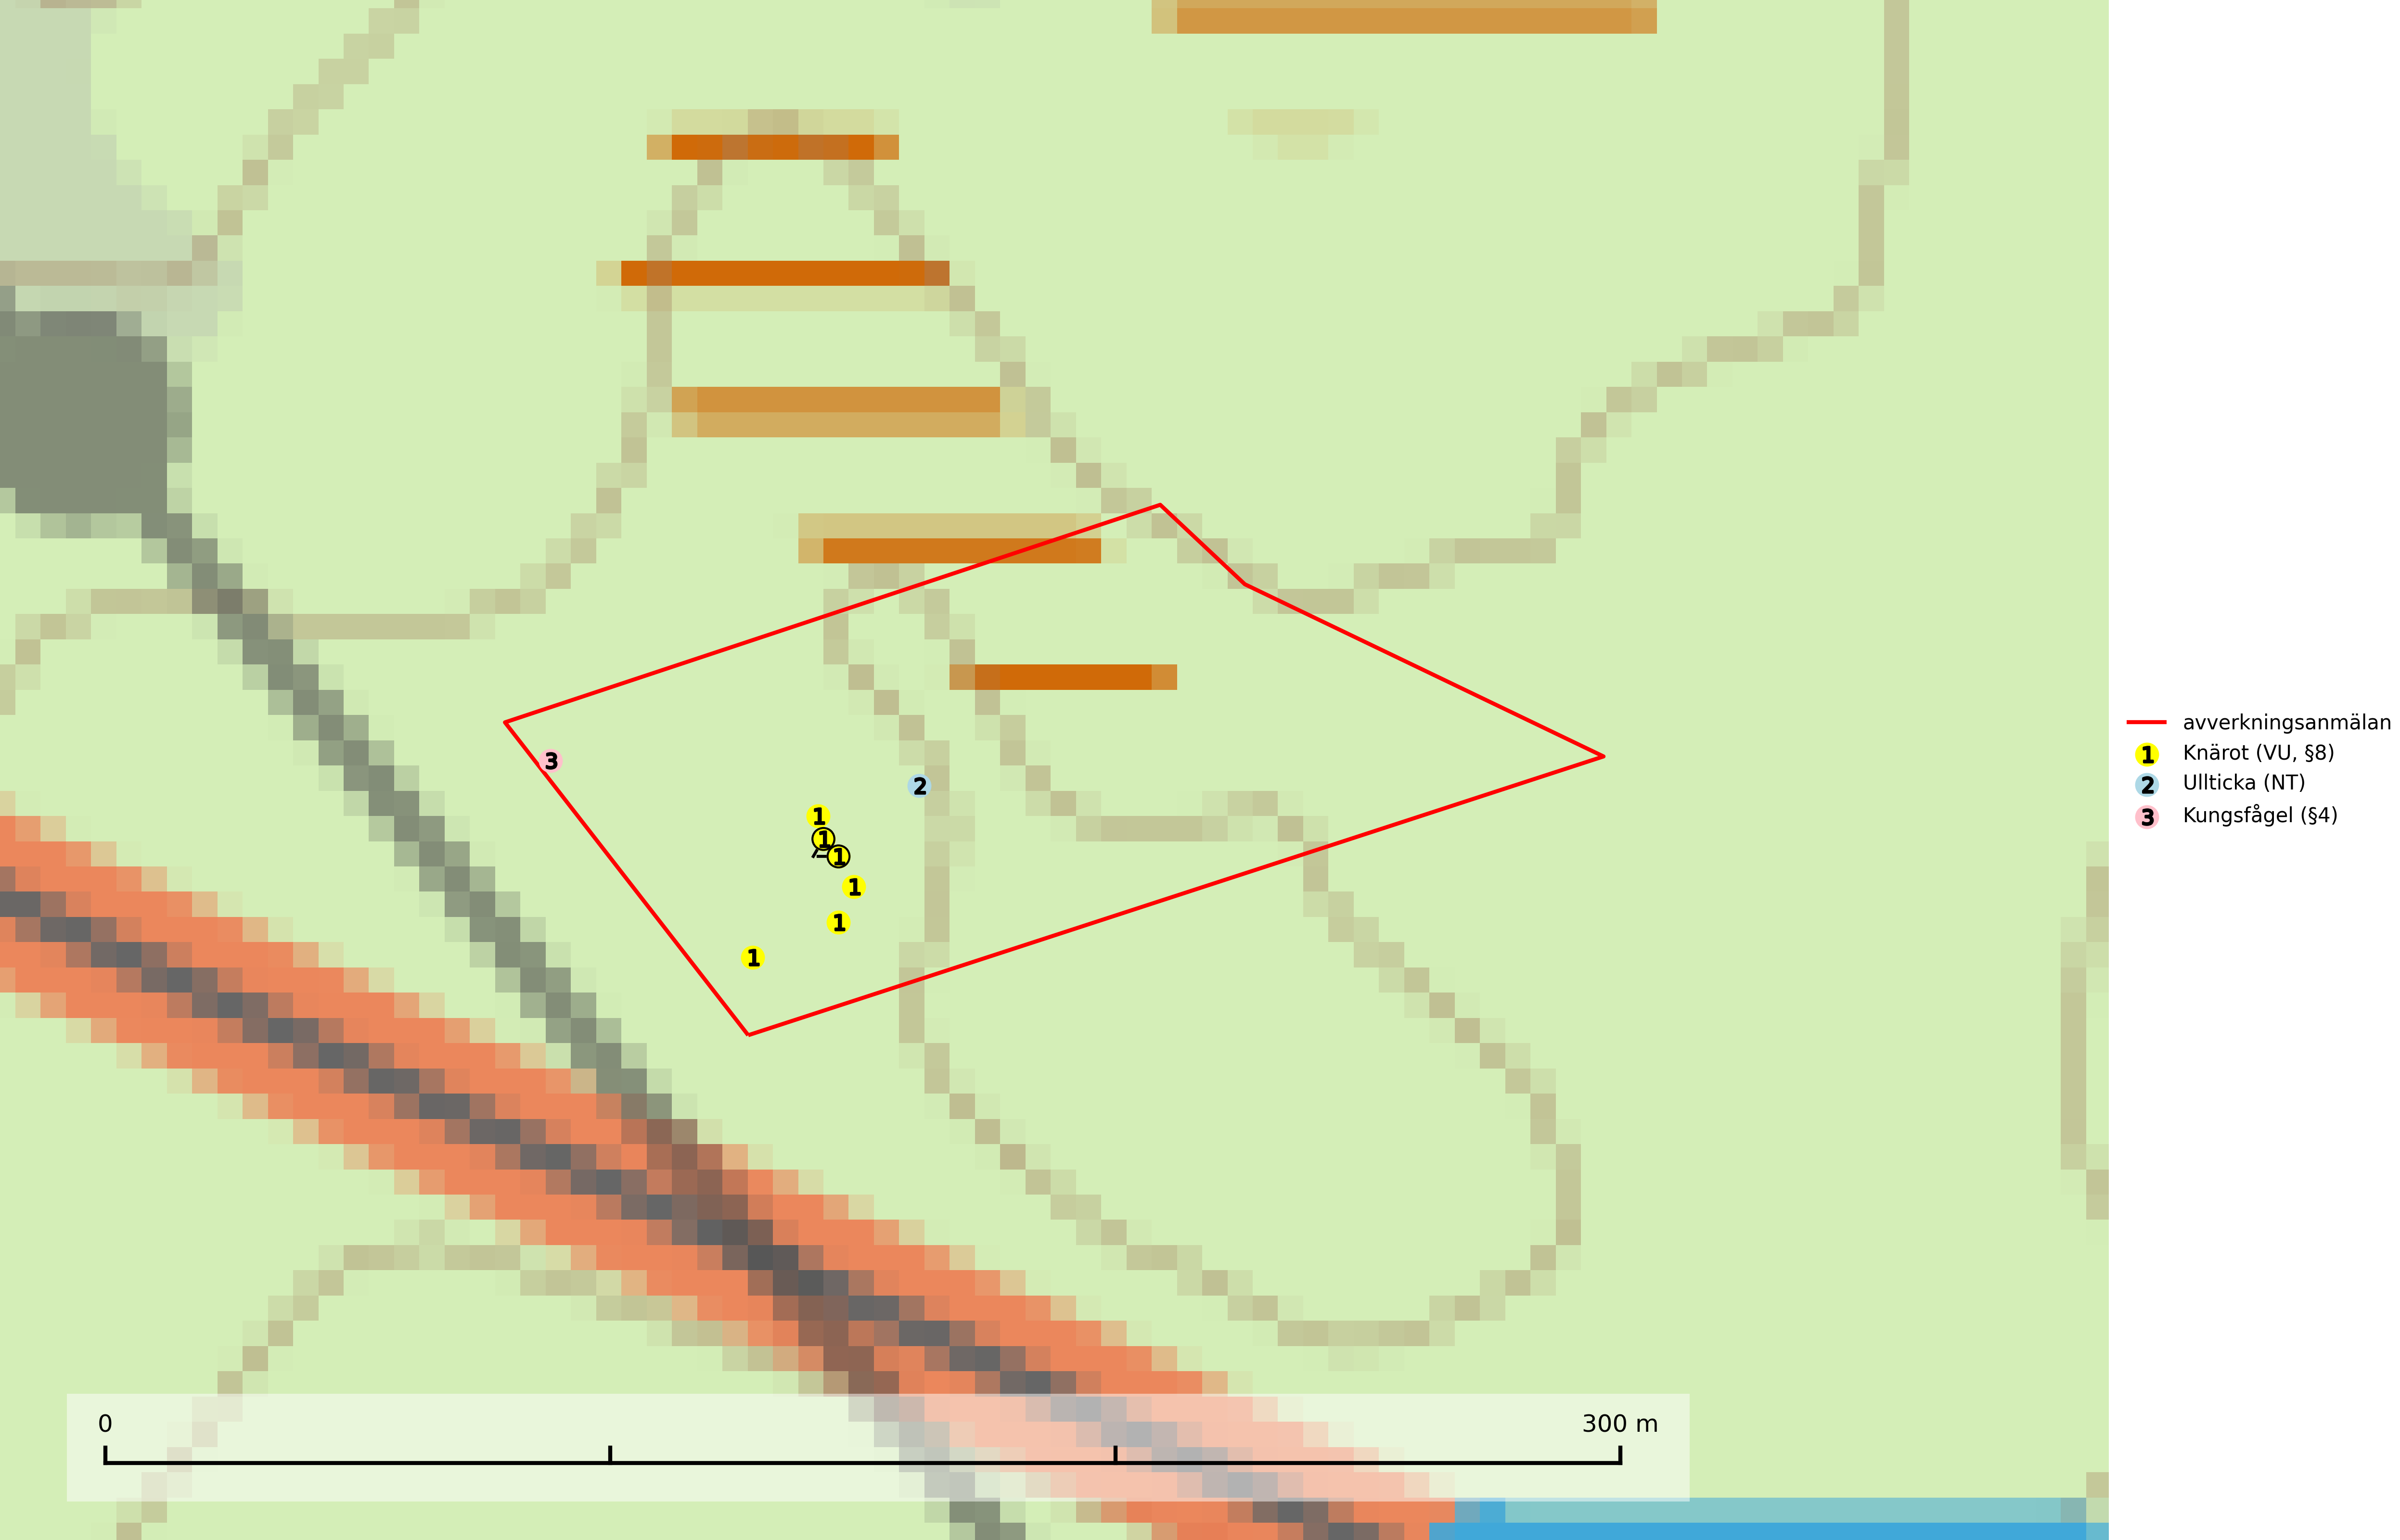 3
2
1
1
1
1
1
1
avverkningsanmälan
1 Knärot (VU, §8)
2 Ullticka (NT)
3 Kungsfågel (§4)
0 300 m